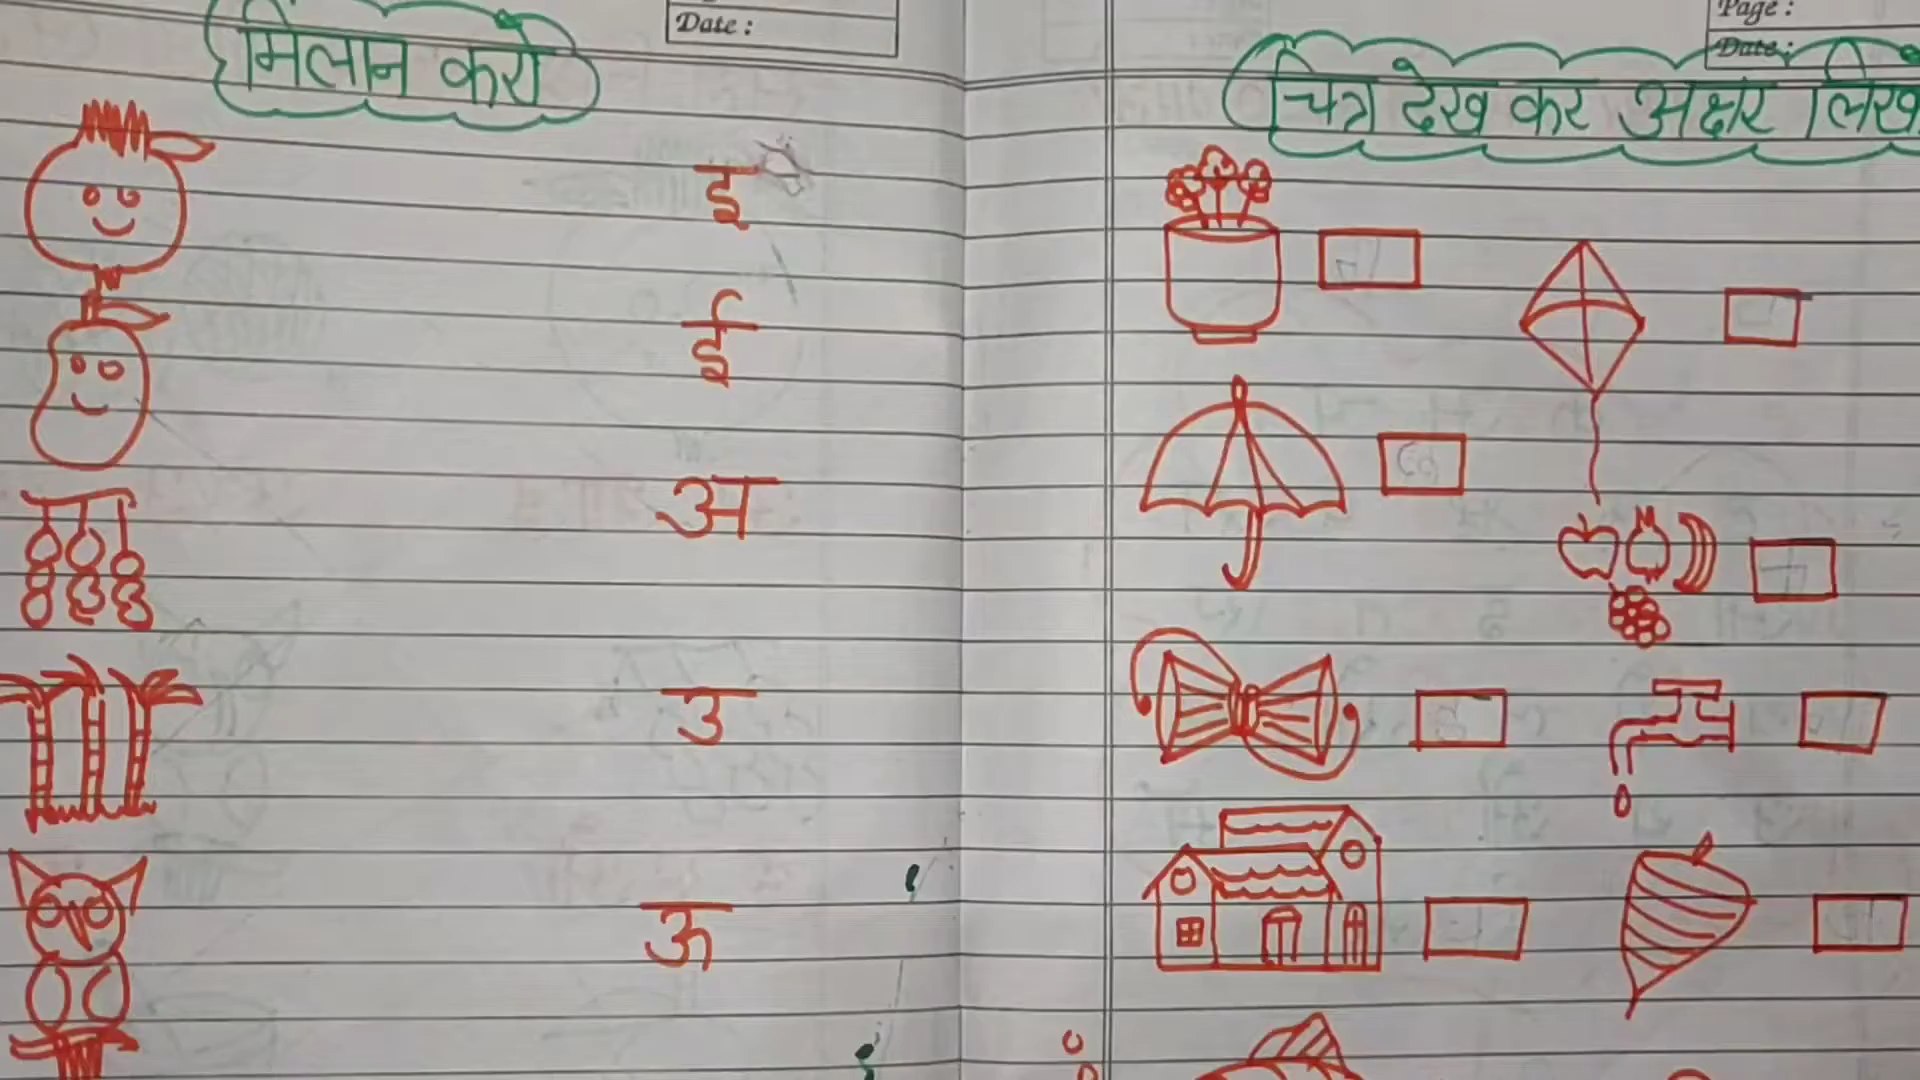 Date :
मिलान करो
इ
ई
अ
उ
ऊ
Page :
Date :
चित्र देख कर अक्षर लिख